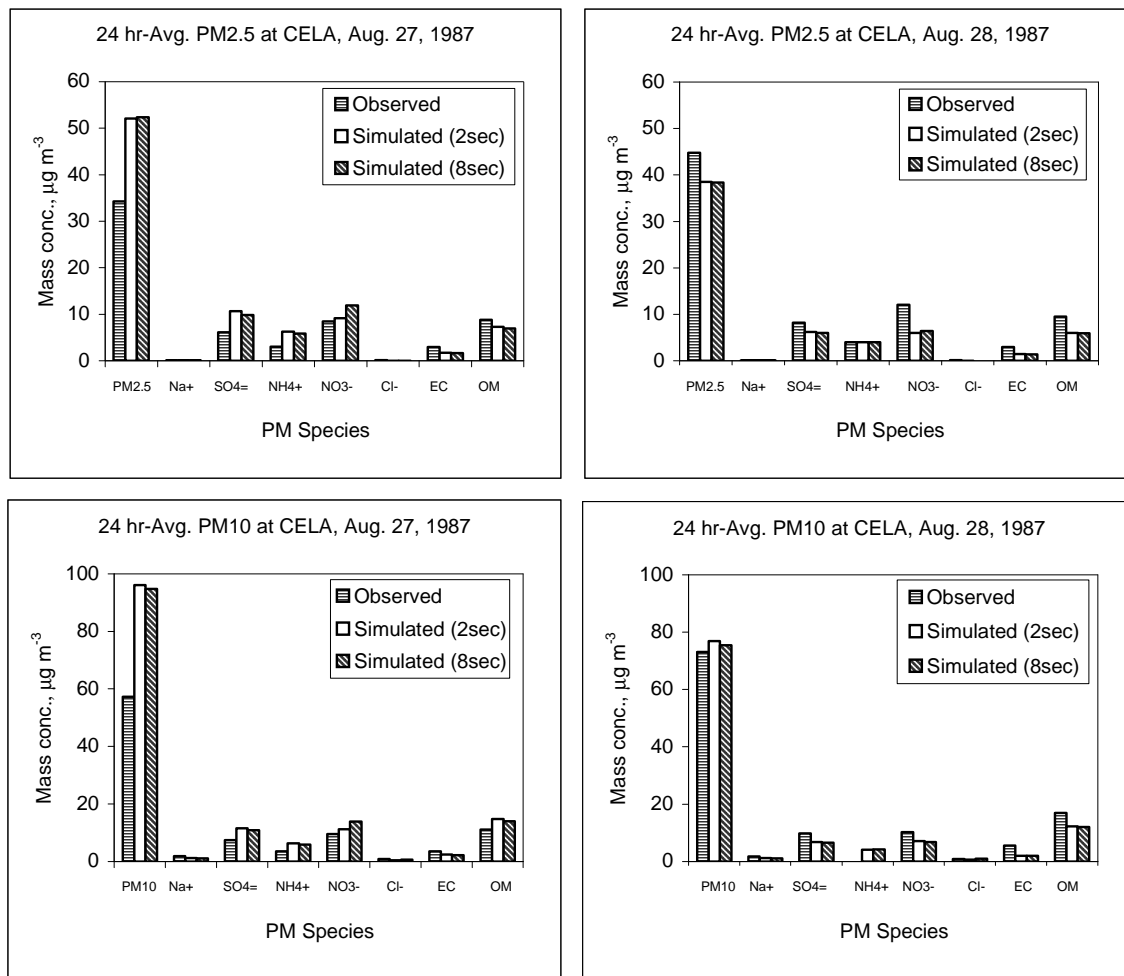 24 hr-Avg. PM2.5 at CELA, Aug. 27, 1987
60
50
40
30
20
10
0
Mass conc., μg m-3
Observed
Simulated (2sec)
Simulated (8sec)
PM2.5 Na+ SO4= NH4+ NO3- Cl- EC OM
PM Species
24 hr-Avg. PM2.5 at CELA, Aug. 28, 1987
60
50
40
30
20
10
0
Mass conc., μg m-3
Observed
Simulated (2sec)
Simulated (8sec)
PM2.5 Na+ SO4= NH4+ NO3- Cl- EC OM
PM Species
24 hr-Avg. PM10 at CELA, Aug. 27, 1987
100
80
60
40
20
0
Mass conc., μg m-3
Observed
Simulated (2sec)
Simulated (8sec)
PM10 Na+ SO4= NH4+ NO3- Cl- EC OM
PM Species
24 hr-Avg. PM10 at CELA, Aug. 28, 1987
100
80
60
40
20
0
Mass conc., μg m-3
Observed
Simulated (2sec)
Simulated (8sec)
PM10 Na+ SO4= NH4+ NO3- Cl- EC OM
PM Species